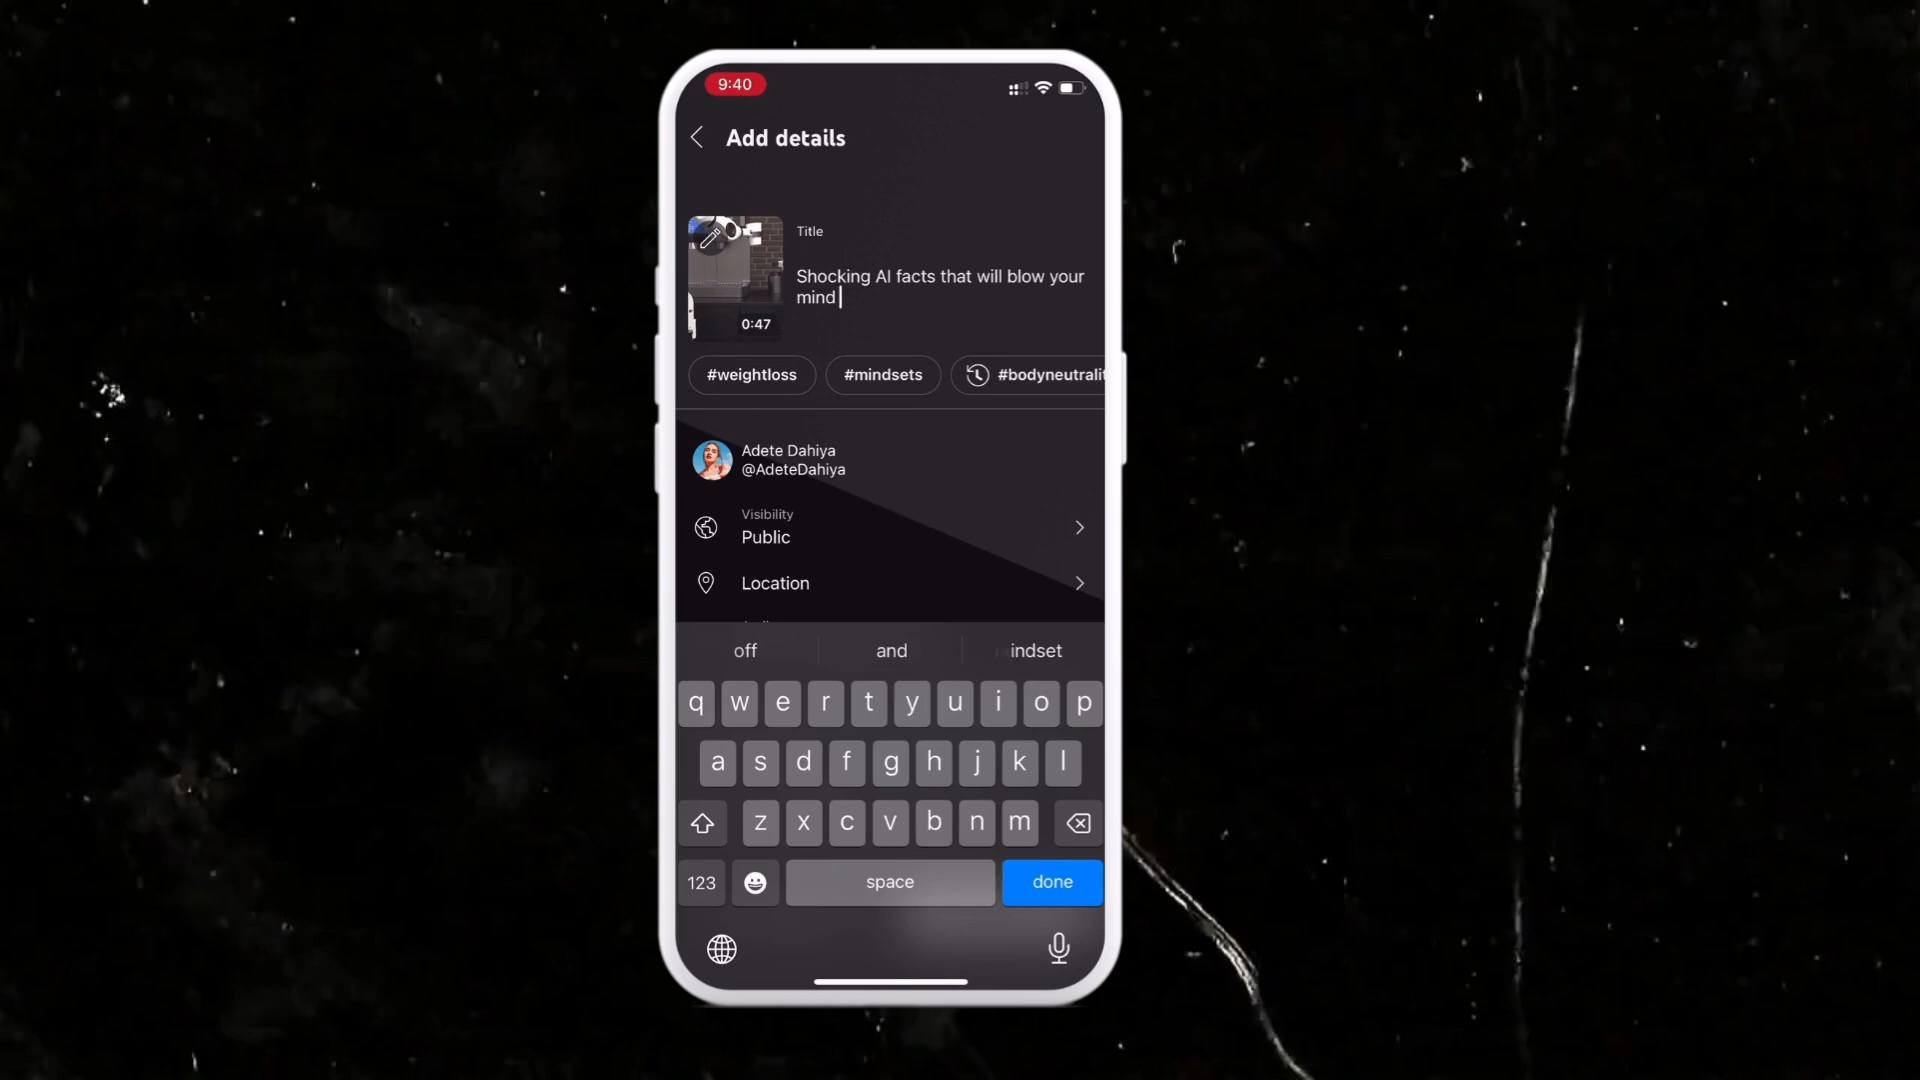 9:40
Add details
Title
Shocking AI facts that will blow your
mind
0:47
#weightloss #mindsets #bodyneutralit
Adete Dahiya
@AdeteDahiya
Visibility
Public
Location
off and indset
q w e r t y u i o p
a s d f g h j k l
z x c v b n m
123 space done